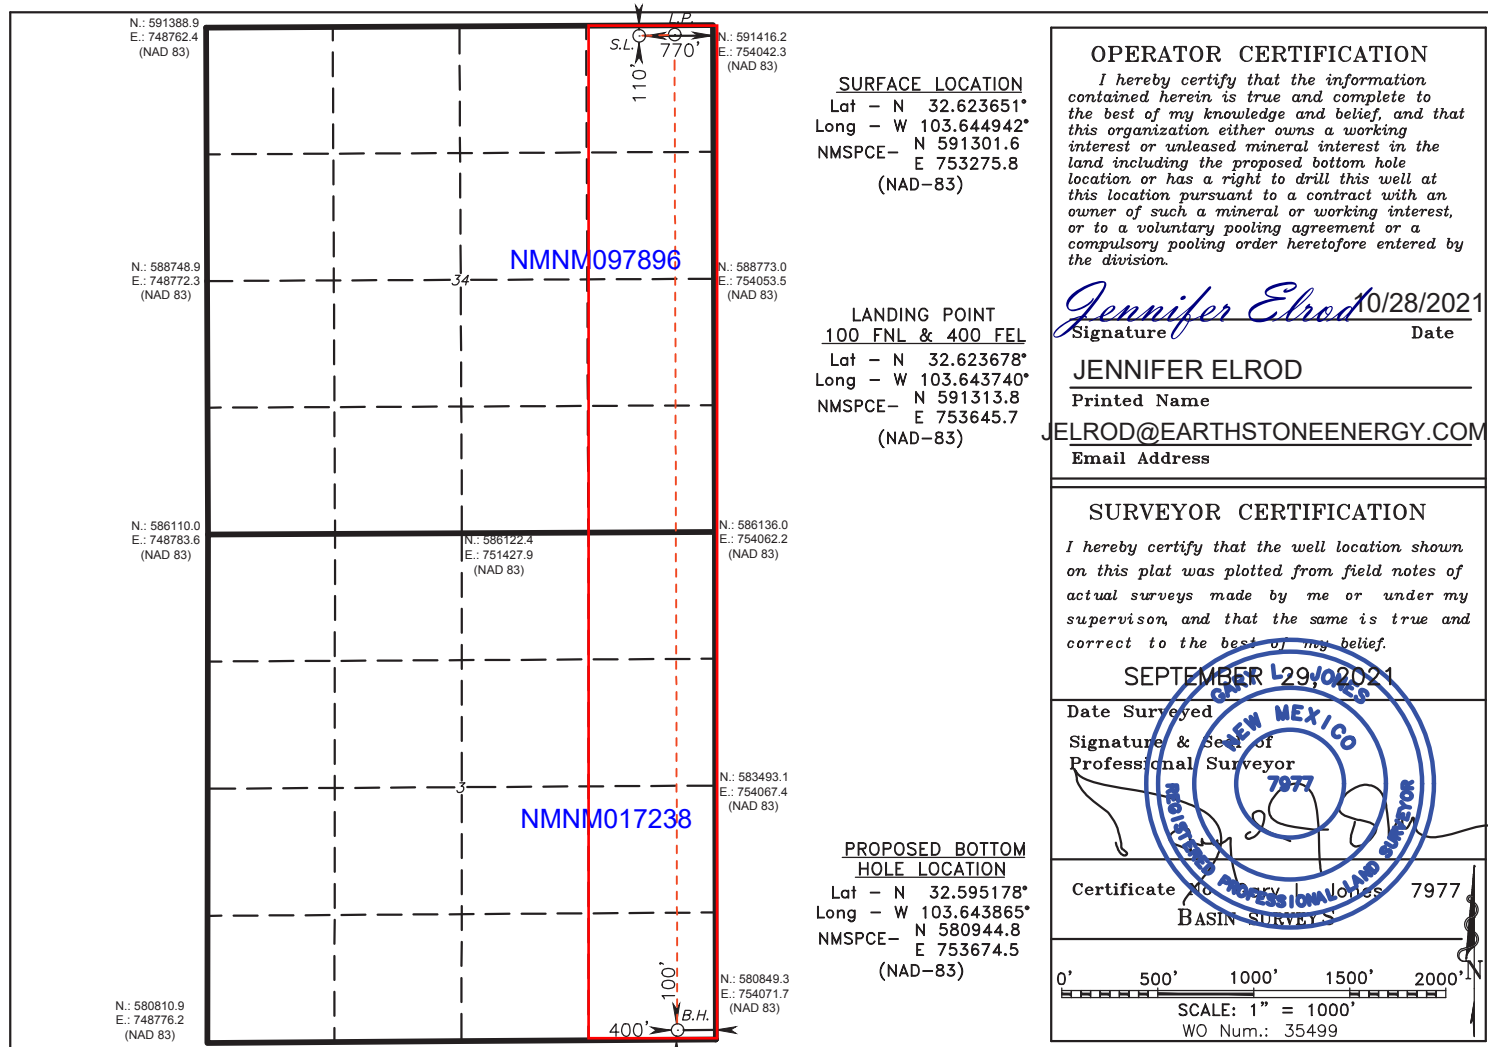 N.: 591388.9
E.: 748762.4
(NAD 83)
L.P.
S.L.
770'
110'
N.: 591416.2
E.: 754042.3
(NAD 83)
N.: 588748.9
E.: 748772.3
(NAD 83)
NMNM097896
34
N.: 588773.0
E.: 754053.5
(NAD 83)
N.: 586110.0
E.: 748783.6
(NAD 83)
N.: 586122.4
E.: 751427.9
(NAD 83)
N.: 586136.0
E.: 754062.2
(NAD 83)
3
NMNM017238
N.: 583493.1
E.: 754067.4
(NAD 83)
N.: 580810.9
E.: 748776.2
(NAD 83)
100'
400'
B.H.
N.: 580849.3
E.: 754071.7
(NAD 83)
SURFACE LOCATION
Lat - N 32.623651°
Long - W 103.644942°
NMSPCE- N 591301.6
E 753275.8
(NAD-83)
LANDING POINT
100 FNL & 400 FEL
Lat - N 32.623678°
Long - W 103.643740°
NMSPCE- N 591313.8
E 753645.7
(NAD-83)
PROPOSED BOTTOM
HOLE LOCATION
Lat - N 32.595178°
Long - W 103.643865°
NMSPCE- N 580944.8
E 753674.5
(NAD-83)
OPERATOR CERTIFICATION
I hereby certify that the information
contained herein is true and complete to
the best of my knowledge and belief, and that
this organization either owns a working
interest or unleased mineral interest in the
land including the proposed bottom hole
location or has a right to drill this well at
this location pursuant to a contract with an
owner of such a mineral or working interest,
or to a voluntary pooling agreement or a
compulsory pooling order heretofore entered by
the division.
Jennifer Elrod 10/28/2021
Signature Date
JENNIFER ELROD
Printed Name
JELROD@EARTHSTONEENERGY.COM
Email Address
SURVEYOR CERTIFICATION
I hereby certify that the well location shown
on this plat was plotted from field notes of
actual surveys made by me or under my
supervison, and that the same is true and
correct to the best of my belief.
SEPTEMBER 29, 2021
Date Surveyed
Signature & Seal of
Professional Surveyor
GARY L. JONES
NEW MEXICO
7977
REGISTERED PROFESSIONAL LAND SURVEYOR
Certificate No. Gary L. Jones 7977
BASIN SURVEYS
0' 500' 1000' 1500' 2000'
N
SCALE: 1" = 1000'
WO Num.: 35499